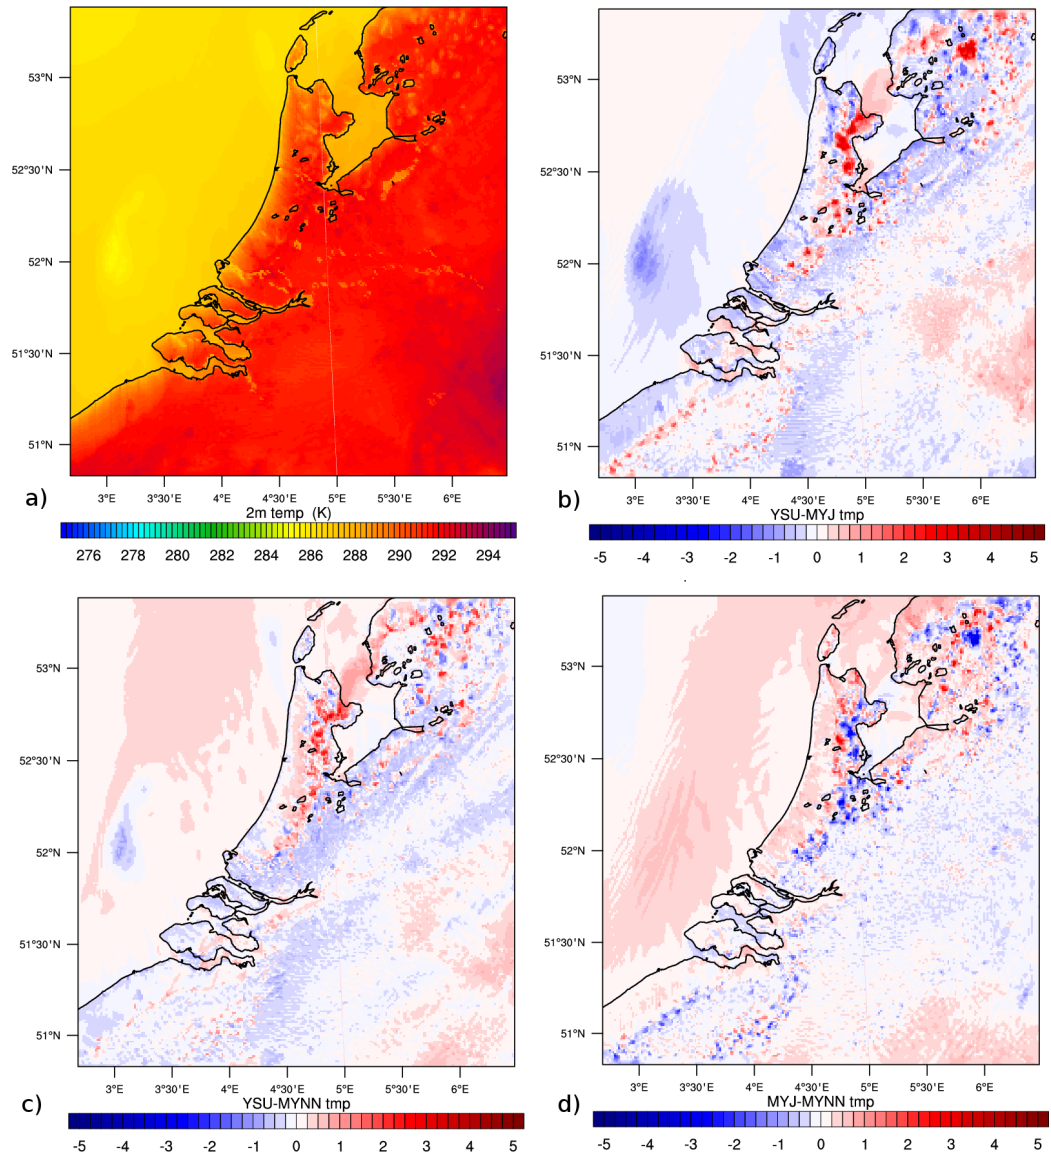 53°N
52°30'N
52°N
51°30'N
51°N
3°E 3°30'E 4°E 4°30'E 5°E 5°30'E 6°E
a)
2m temp (K)
276 278 280 282 284 286 288 290 292 294
53°N
52°30'N
52°N
51°30'N
51°N
3°E 3°30'E 4°E 4°30'E 5°E 5°30'E 6°E
b)
YSU-MYJ tmp
-5 -4 -3 -2 -1 0 1 2 3 4 5
53°N
52°30'N
52°N
51°30'N
51°N
3°E 3°30'E 4°E 4°30'E 5°E 5°30'E 6°E
c)
YSU-MYNN tmp
-5 -4 -3 -2 -1 0 1 2 3 4 5
53°N
52°30'N
52°N
51°30'N
51°N
3°E 3°30'E 4°E 4°30'E 5°E 5°30'E 6°E
d)
MYJ-MYNN tmp
-5 -4 -3 -2 -1 0 1 2 3 4 5